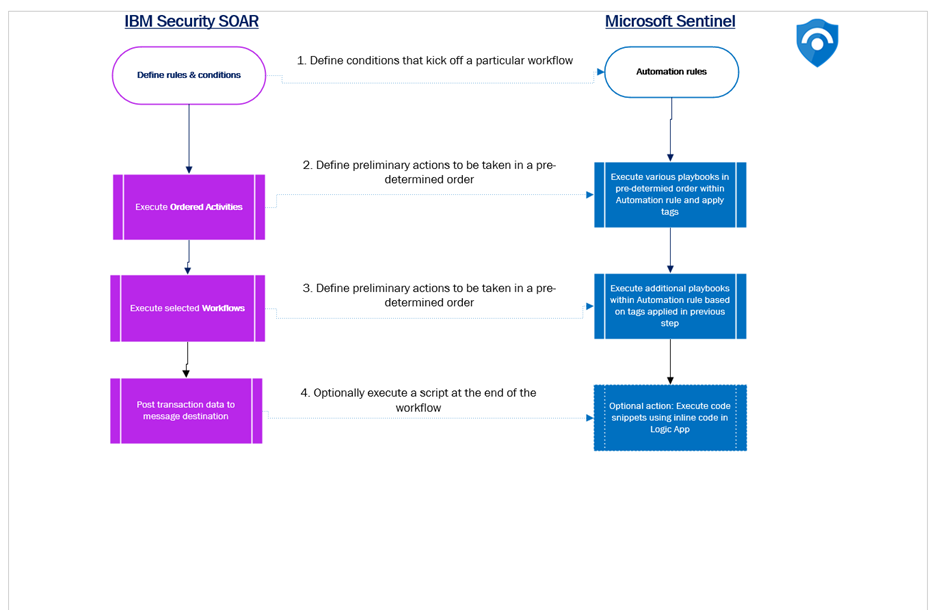 IBM Security SOAR
Microsoft Sentinel
Define rules & conditions
1. Define conditions that kick off a particular workflow
Automation rules
Execute Ordered Activities
2. Define preliminary actions to be taken in a pre-
determined order
Execute various playbooks in
pre-determied order within
Automation rule and apply
tags
Execute selected Workflows
3. Define preliminary actions to be taken in a pre-
determined order
Execute additional playbooks
within Automation rule based
on tags applied in previous
step
Post transaction data to
message destination
4. Optionally execute a script at the end of the
workflow
Optional action: Execute code
snippets using inline code in
Logic App